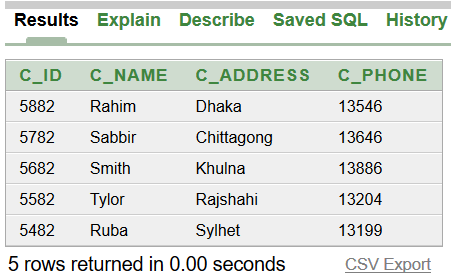 Results Explain Describe Saved SQL History
C_ID C_NAME C_ADDRESS C_PHONE
5882 Rahim Dhaka 13546
5782 Sabbir Chittagong 13646
5682 Smith Khulna 13886
5582 Tylor Rajshahi 13204
5482 Ruba Sylhet 13199
5 rows returned in 0.00 seconds CSV Export